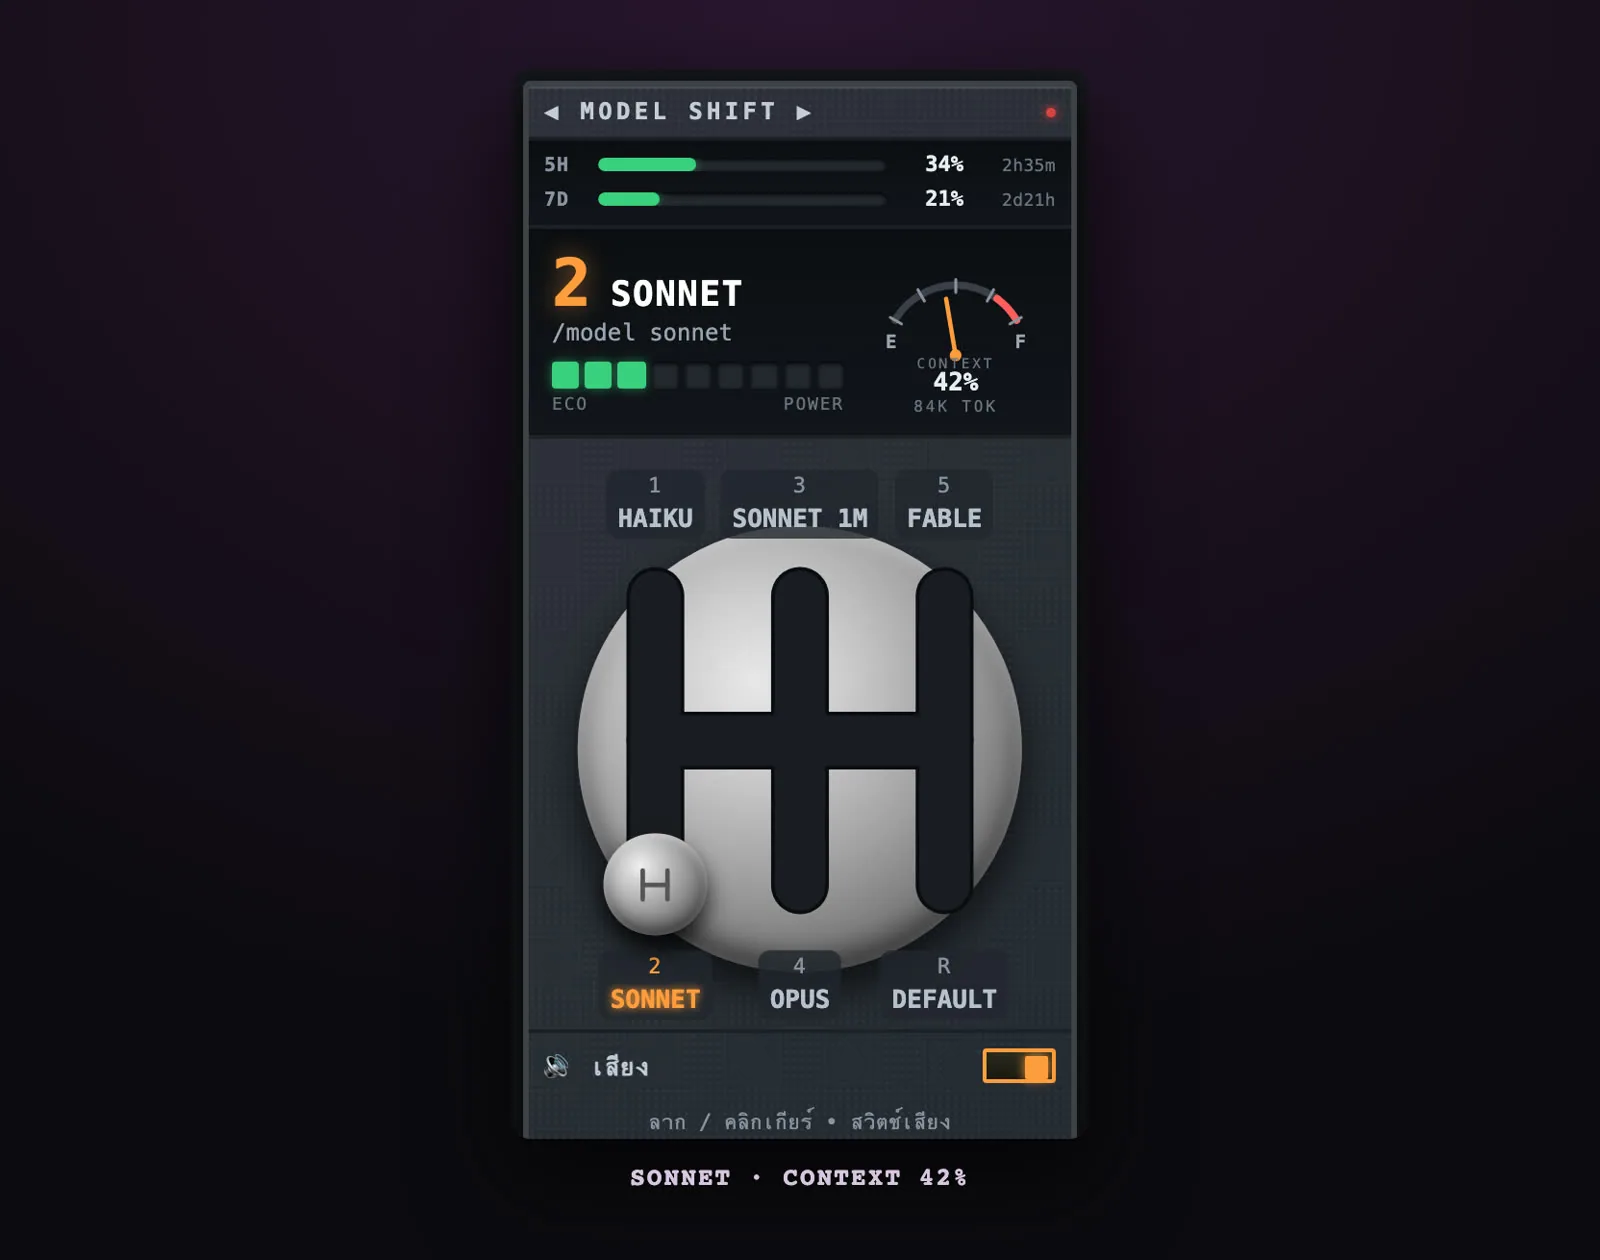 ◀ MODEL SHIFT ▶
5H 34% 2h35m
7D 21% 2d21h
2 SONNET
/model sonnet
ECO POWER
E F
CONTEXT
42%
84K TOK
1 3 5
HAIKU SONNET 1M FABLE
H
2 4 R
SONNET OPUS DEFAULT
🔊 เสียง
ลาก / คลิกเกียร์ • สวิตช์เสียง
SONNET · CONTEXT 42%